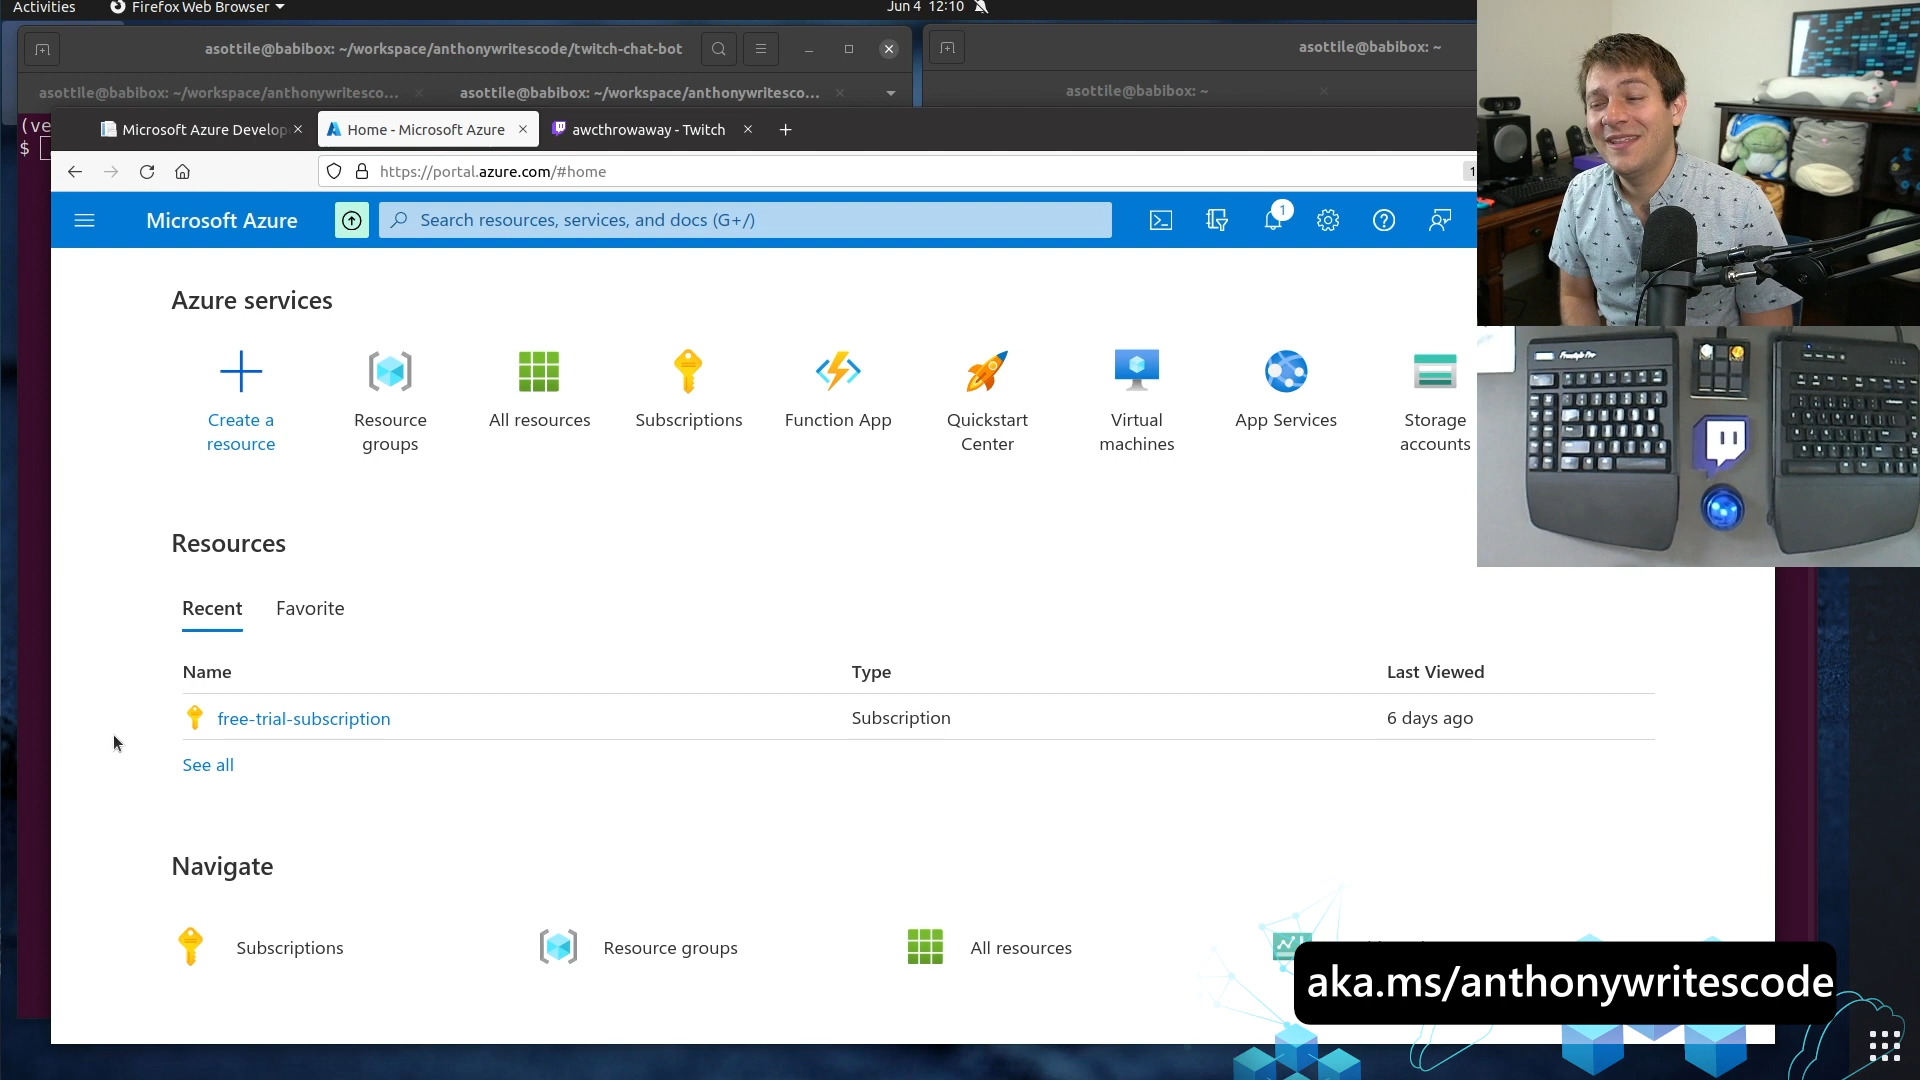 Activities
Firefox Web Browser
Jun 4 12:10
asottile@babibox: ~/workspace/anthonywritescode/twitch-chat-bot
asottile@babibox: ~
asottile@babibox: ~/workspace/anthonywritesco...
asottile@babibox: ~/workspace/anthonywritesco...
asottile@babibox: ~
(ve
$
Microsoft Azure Develop
Home - Microsoft Azure
awcthrowaway - Twitch
https://portal.azure.com/#home
1
Microsoft Azure
Search resources, services, and docs (G+/)
1
Azure services
Create a
resource
Resource
groups
All resources
Subscriptions
Function App
Quickstart
Center
Virtual
machines
App Services
Storage
accounts
Freestyle Pro
Resources
Recent
Favorite
Name
Type
Last Viewed
free-trial-subscription
Subscription
6 days ago
See all
Navigate
Subscriptions
Resource groups
All resources
aka.ms/anthonywritescode